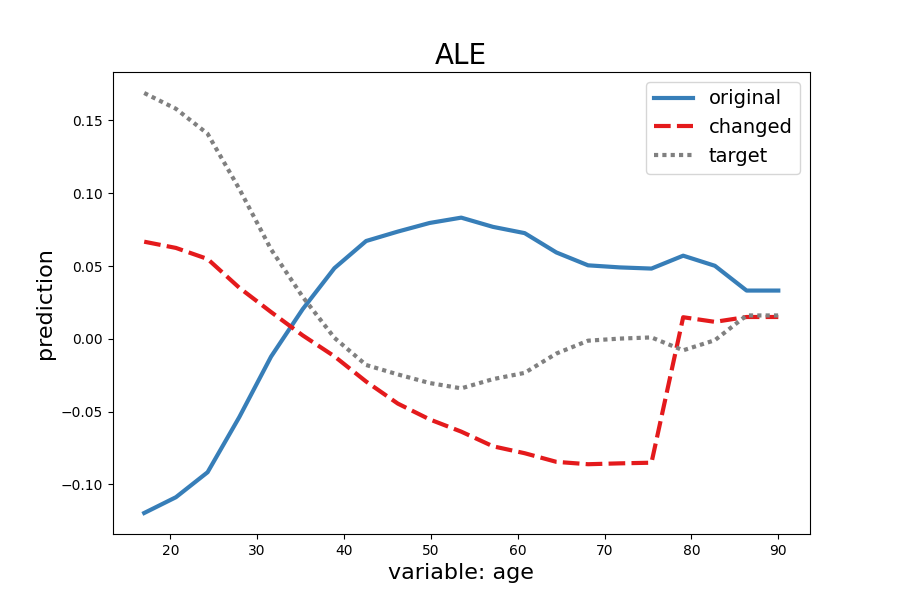 ALE
original
changed
target
prediction
0.15
0.10
0.05
0.00
−0.05
−0.10
20 30 40 50 60 70 80 90
variable: age